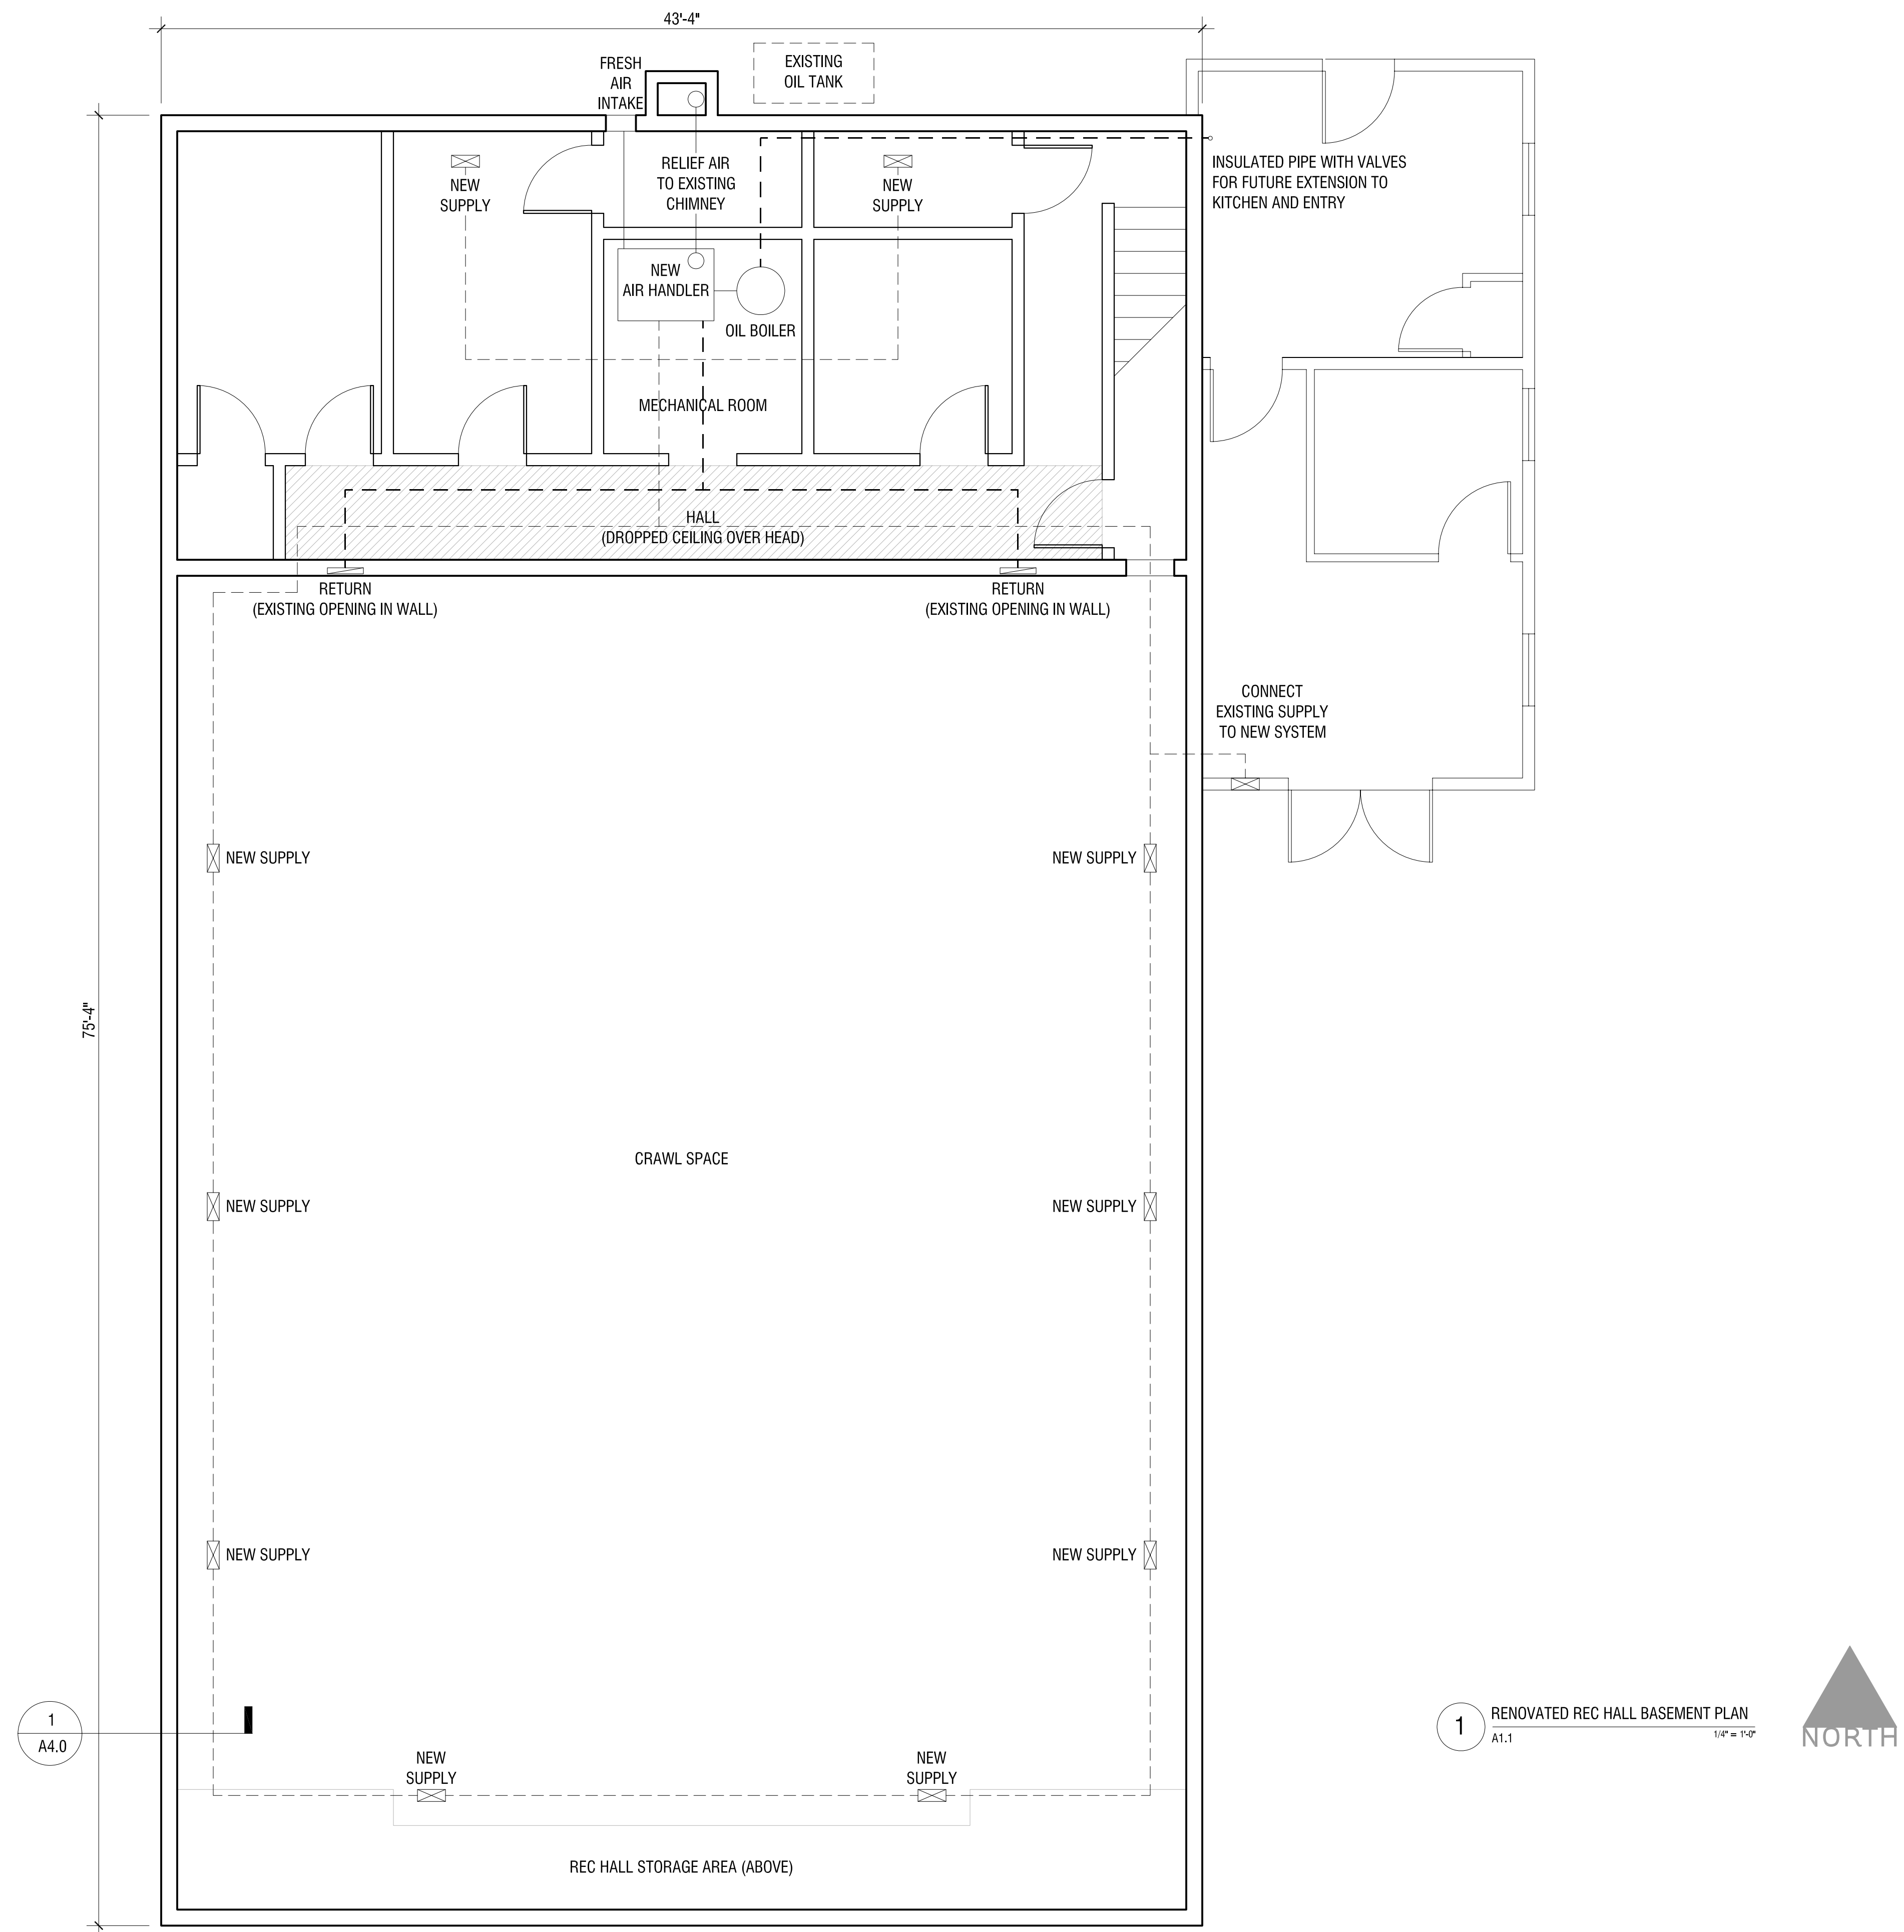 43'-4"
FRESH
AIR
INTAKE
EXISTING
OIL TANK
RELIEF AIR
TO EXISTING
CHIMNEY
NEW
SUPPLY
NEW
SUPPLY
INSULATED PIPE WITH VALVES
FOR FUTURE EXTENSION TO
KITCHEN AND ENTRY
NEW
AIR HANDLER
OIL BOILER
MECHANICAL ROOM
HALL
(DROPPED CEILING OVER HEAD)
RETURN
(EXISTING OPENING IN WALL)
RETURN
(EXISTING OPENING IN WALL)
CONNECT
EXISTING SUPPLY
TO NEW SYSTEM
NEW SUPPLY
NEW SUPPLY
75'-4"
CRAWL SPACE
NEW SUPPLY
NEW SUPPLY
NEW SUPPLY
NEW SUPPLY
1
A4.0
NEW
SUPPLY
NEW
SUPPLY
REC HALL STORAGE AREA (ABOVE)
1
RENOVATED REC HALL BASEMENT PLAN
A1.1
1/4" = 1'-0"
NORTH